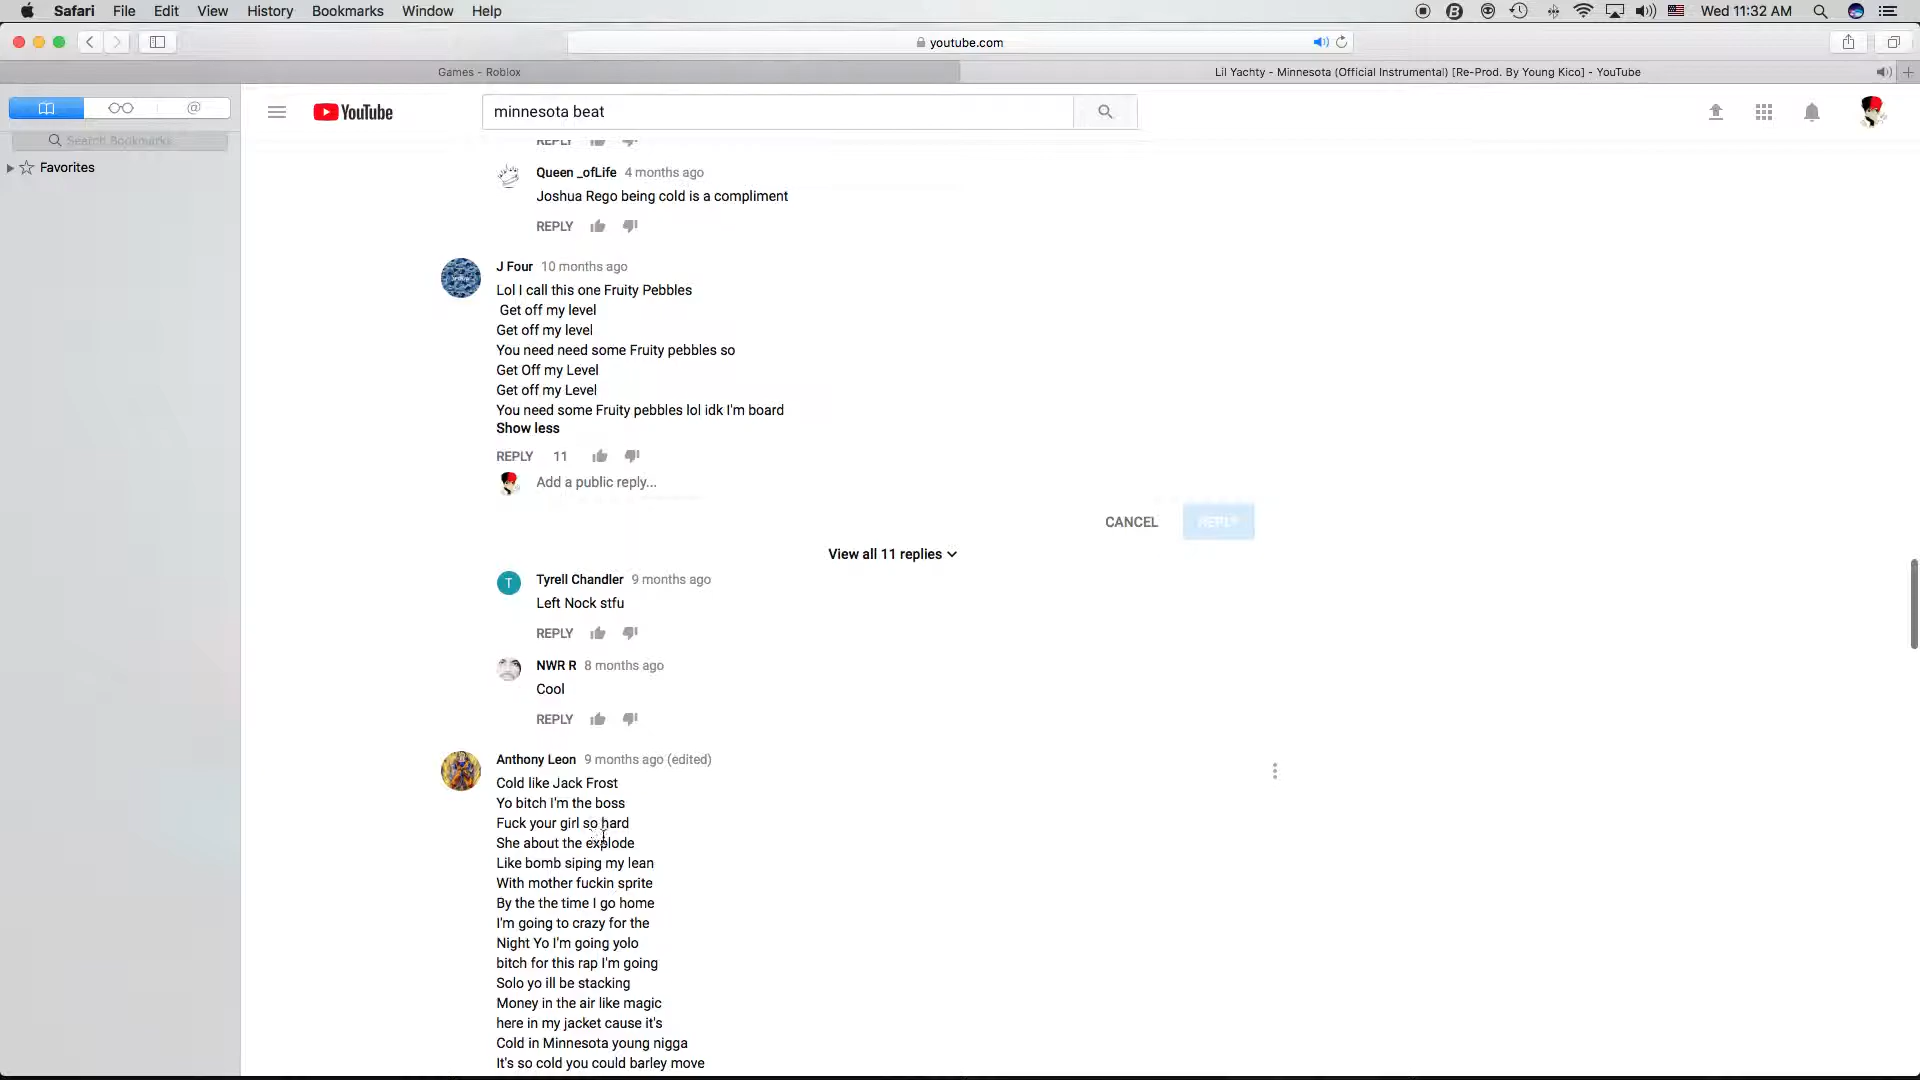 Safari File Edit View History Bookmarks Window Help Wed 11:32 AM
youtube.com
Games - Roblox
Lil Yachty - Minnesota (Official Instrumental) [Re-Prod. By Young Kico] - YouTube
YouTube
minnesota beat
Search Bookmarks
Favorites
REPLY
Queen _ofLife 4 months ago
Joshua Rego being cold is a compliment
REPLY
J Four 10 months ago
Lol I call this one Fruity Pebbles
Get off my level
Get off my level
You need need some Fruity pebbles so
Get Off my Level
Get off my Level
You need some Fruity pebbles lol idk I'm board
Show less
REPLY 11
Add a public reply...
CANCEL REPLY
View all 11 replies
T
Tyrell Chandler 9 months ago
Left Nock stfu
REPLY
NWR R 8 months ago
Cool
REPLY
Anthony Leon 9 months ago (edited)
Cold like Jack Frost
Yo bitch I'm the boss
Fuck your girl so hard
She about the explode
Like bomb siping my lean
With mother fuckin sprite
By the the time I go home
I'm going to crazy for the
Night Yo I'm going yolo
bitch for this rap I'm going
Solo yo ill be stacking
Money in the air like magic
here in my jacket cause it's
Cold in Minnesota young nigga
It's so cold you could barley move